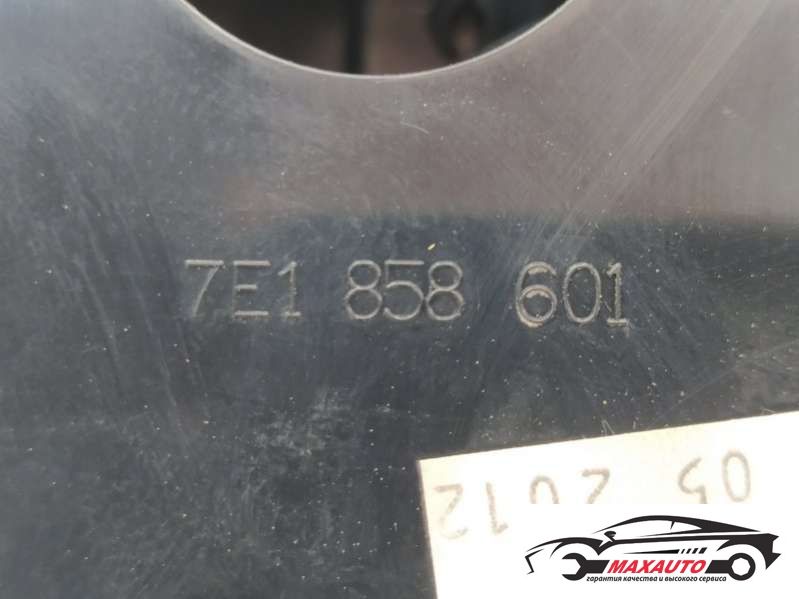 7E1 858 601
05 2012
MAXAUTO
гарантия качества и высокого сервиса